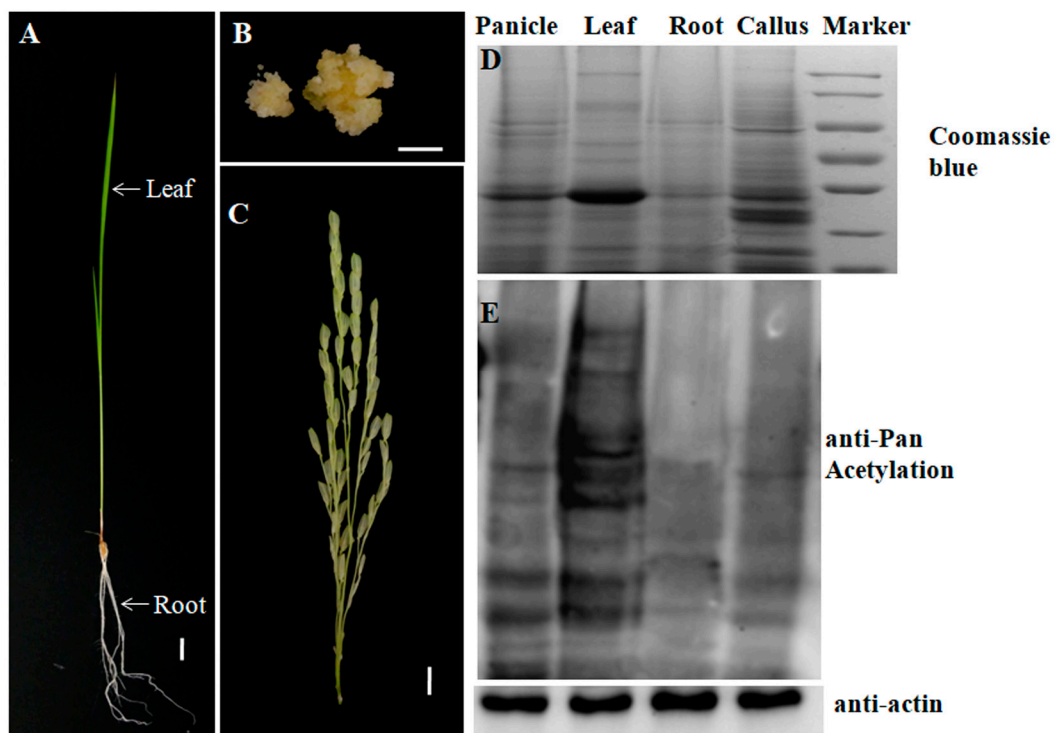 A
Leaf
Root
B
C
Panicle Leaf Root Callus Marker
D
Coomassie
blue
E
anti-Pan
Acetylation
anti-actin